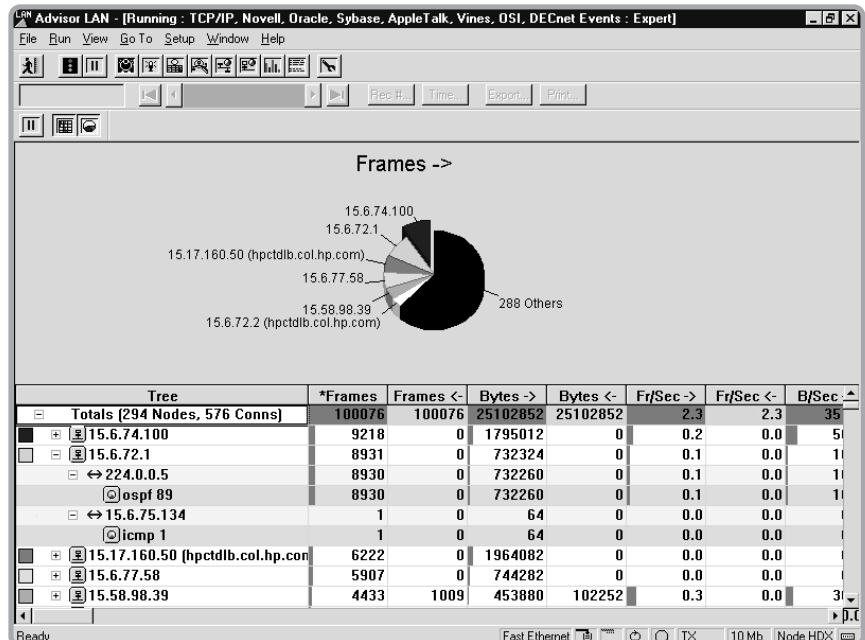 LAN Advisor LAN - [Running : TCP/IP, Novell, Oracle, Sybase, AppleTalk, Vines, OSI, DECnet Events : Expert]
File Run View Go To Setup Window Help
Rec #... Time... Export... Print...
Frames ->
15.6.74.100
15.6.72.1
15.17.160.50 (hpctdlb.col.hp.com)
15.6.77.58
15.58.98.39
15.6.72.2 (hpctdlb.col.hp.com)
288 Others
Tree *Frames Frames <- Bytes -> Bytes <- Fr/Sec -> Fr/Sec <- B/Sec
Totals (294 Nodes, 576 Conns) 100076 100076 25102852 25102852 2.3 2.3 35
15.6.74.100 9218 0 1795012 0 0.2 0.0
15.6.72.1 8931 0 732324 0 0.1 0.0
224.0.0.5 8930 0 732260 0 0.1 0.0
ospf 89 8930 0 732260 0 0.1 0.0
15.6.75.134 1 0 64 0 0.0 0.0
icmp 1 1 0 64 0 0.0 0.0
15.17.160.50 (hpctdlb.col.hp.con 6222 0 1964082 0 0.0 0.0
15.6.77.58 5907 0 744282 0 0.0 0.0
15.58.98.39 4433 1009 453880 102252 0.3 0.0
Ready Fast Ethernet TX 10 Mb Node HDX